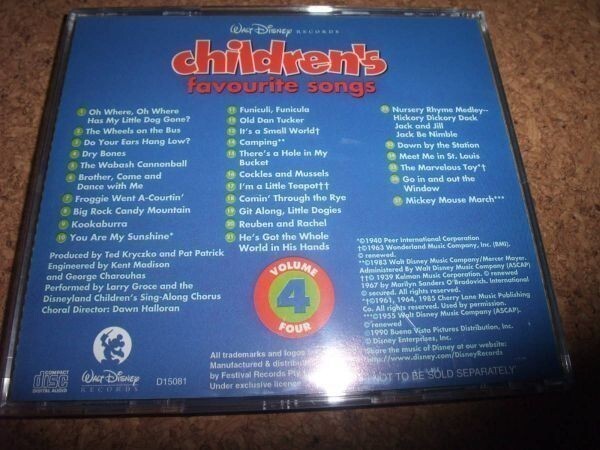 WALT DISNEY RECORDS
children's
favourite songs
1 Oh Where, Oh Where
Has My Little Dog Gone?
2 The Wheels on the Bus
3 Do Your Ears Hang Low?
4 Dry Bones
5 The Wabash Cannonball
6 Brother, Come and
Dance with Me
7 Froggie Went A-Courtin'
8 Big Rock Candy Mountain
9 Kookaburra
10 You Are My Sunshine*
Produced by Ted Kryczko and Pat Patrick
Engineered by Kent Madison
and George Charouhas
Performed by Larry Groce and the
Disneyland Children's Sing-Along Chorus
Choral Director: Dawn Halloran
11 Funiculi, Funicula
12 Old Dan Tucker
13 It's a Small World†
14 Camping**
15 There's a Hole in My
Bucket
16 Cockles and Mussels
17 I'm a Little Teapot††
18 Comin' Through the Rye
19 Git Along, Little Dogies
20 Reuben and Rachel
21 He's Got the Whole
World in His Hands
VOLUME
4
FOUR
Nursery Rhyme Medley--
Hickory Dickory Dock
Jack and Jill
Jack Be Nimble
Down by the Station
Meet Me in St. Louis
The Marvelous Toy*†
Go in and out the
Window
Mickey Mouse March***
*©1940 Peer International Corporation
†©1963 Wonderland Music Company, Inc. (BMI).
© renewed.
**©1983 Walt Disney Music Company/Mercer Mayer.
Administered By Walt Disney Music Company (ASCAP)
††© 1939 Kelman Music Corporation. © renewed
1967 by Marilyn Sanders O'Bradovich. International
© secured. All rights reserved.
*†©1961, 1964, 1985 Cherry Lane Music Publishing
Co. All rights reserved. Used by permission.
***©1955 Walt Disney Music Company (ASCAP).
© renewed
©1990 Buena Vista Pictures Distribution, Inc.
© Disney Enterprises, Inc.
Share the music of Disney at our website:
http://www.disney.com/DisneyRecords
COMPACT
disc
DIGITAL AUDIO
WALT DISNEY
RECORDS
D15081
All trademarks and logos
Manufactured &
by Festival Records
Under exclusive licence
NOT TO BE SOLD SEPARATELY